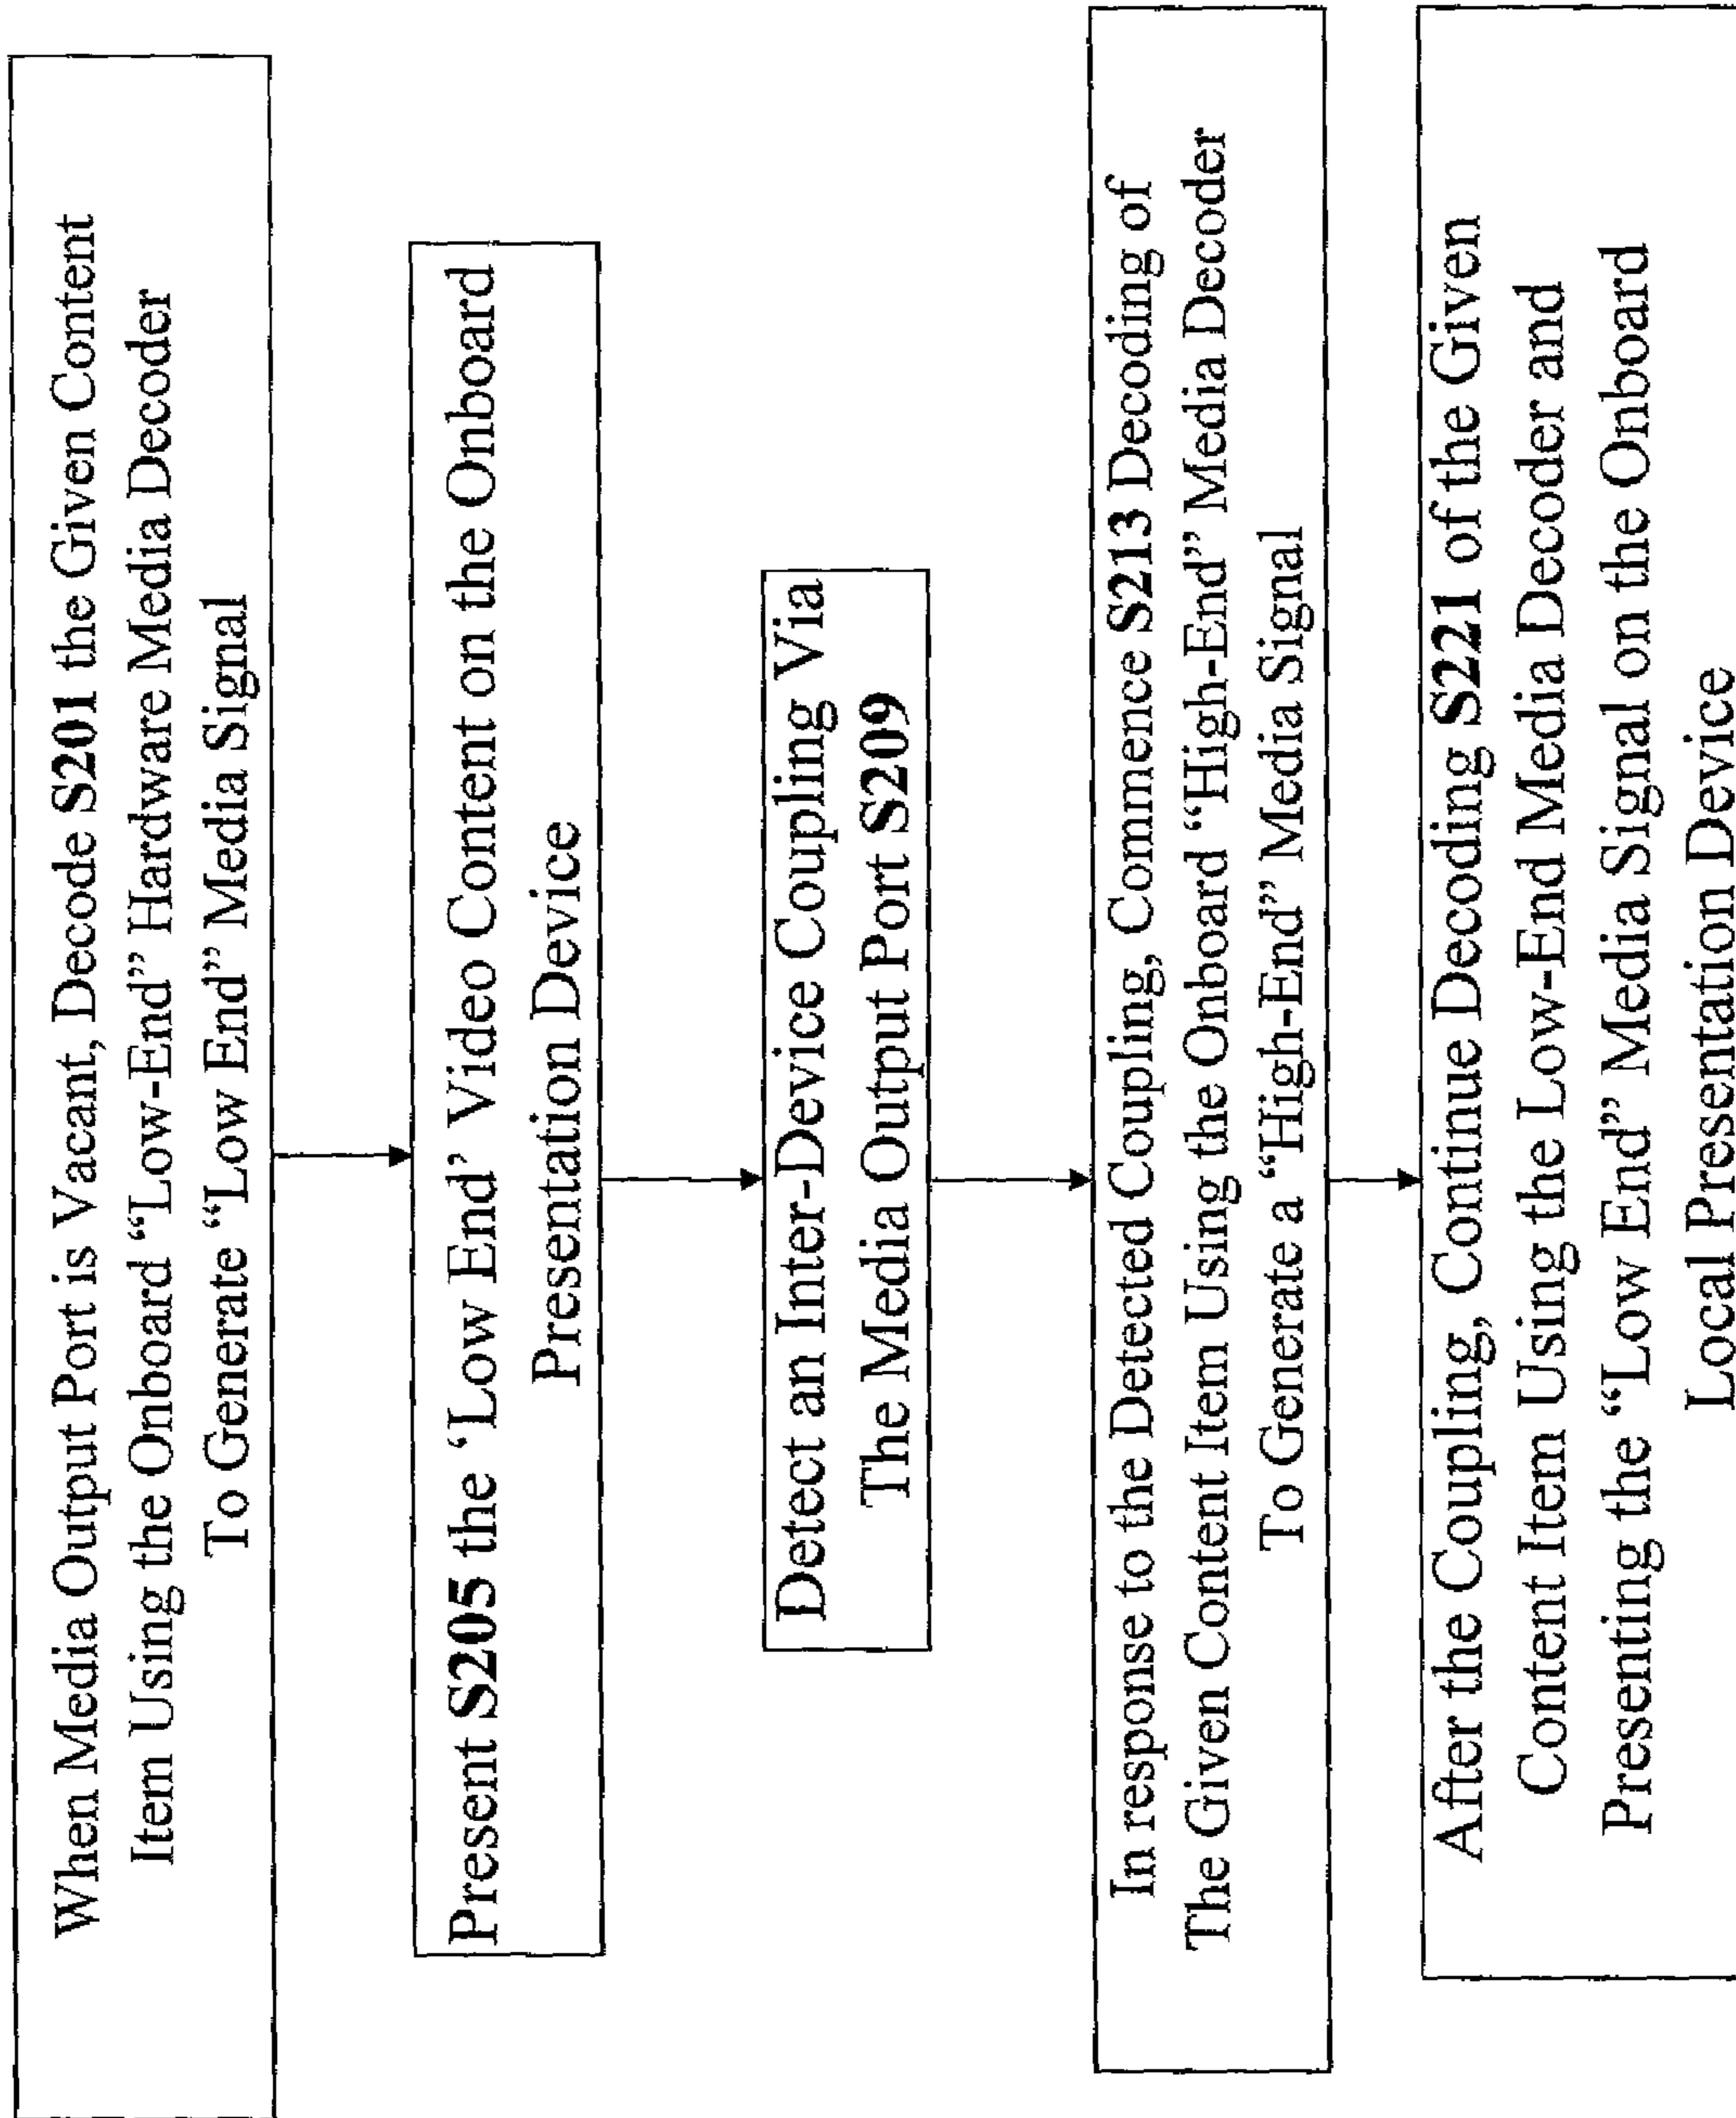 When Media Output Port is Vacant, Decode S201 the Given Content
Item Using the Onboard “Low-End” Hardware Media Decoder
To Generate “Low End” Media Signal
Present S205 the ‘Low End’ Video Content on the Onboard
Presentation Device
Detect an Inter-Device Coupling Via
The Media Output Port S209
In response to the Detected Coupling, Commence S213 Decoding of
The Given Content Item Using the Onboard “High-End” Media Decoder
To Generate a “High-End” Media Signal
After the Coupling, Continue Decoding S221 of the Given
Content Item Using the Low-End Media Decoder and
Presenting the “Low End” Media Signal on the Onboard
Local Presentation Device